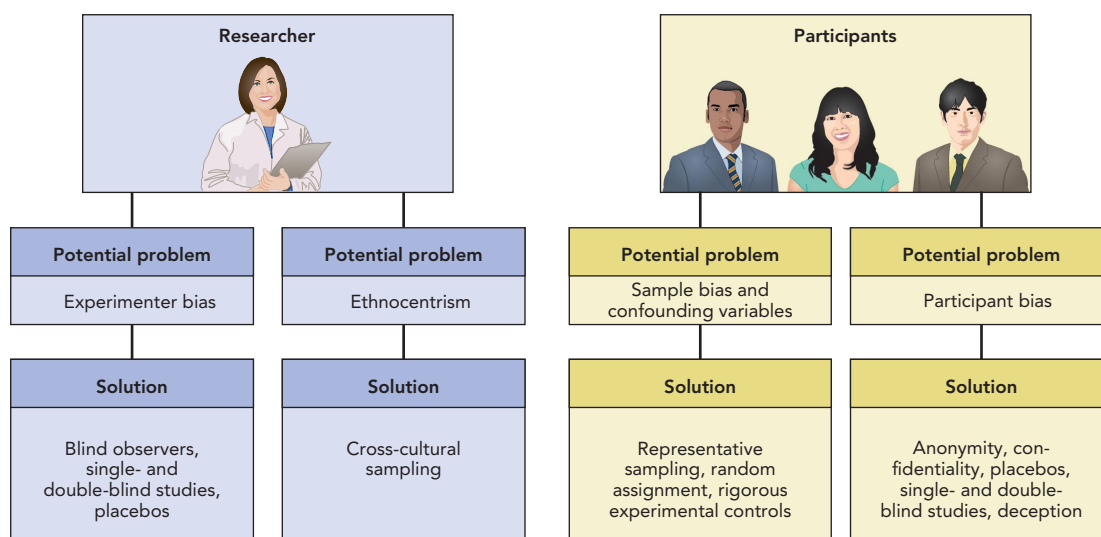 Researcher
Participants
Potential problem
Experimenter bias
Potential problem
Ethnocentrism
Potential problem
Sample bias and
confounding variables
Potential problem
Participant bias
Solution
Blind observers,
single- and
double-blind studies,
placebos
Solution
Cross-cultural
sampling
Solution
Representative
sampling, random
assignment, rigorous
experimental controls
Solution
Anonymity, con-
fidentiality, placebos,
single- and double-
blind studies, deception